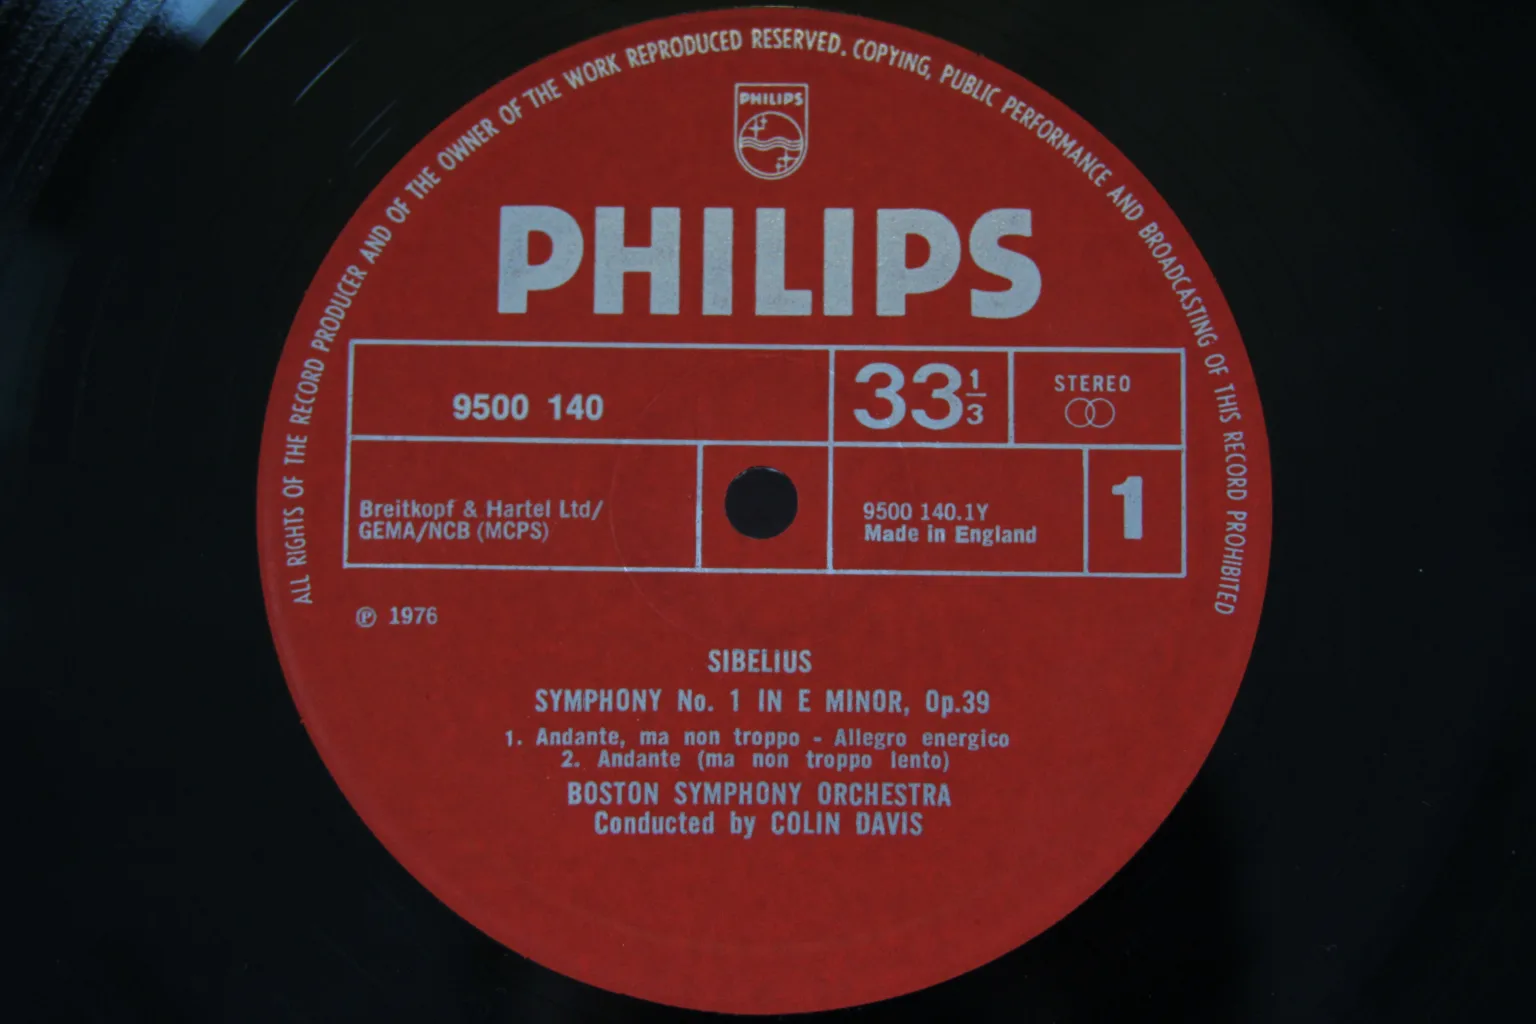 ALL RIGHTS OF THE RECORD PRODUCER AND OF THE OWNER OF THE WORK REPRODUCED RESERVED. COPYING, PUBLIC PERFORMANCE AND BROADCASTING OF THIS RECORD PROHIBITED
PHILIPS
PHILIPS
9500 140
33 1/3
STEREO
Breitkopf & Hartel Ltd/
GEMA/NCB (MCPS)
9500 140.1Y
Made in England
1
℗ 1976
SIBELIUS
SYMPHONY No. 1 IN E MINOR, Op.39
1. Andante, ma non troppo - Allegro energico
2. Andante (ma non troppo lento)
BOSTON SYMPHONY ORCHESTRA
Conducted by COLIN DAVIS